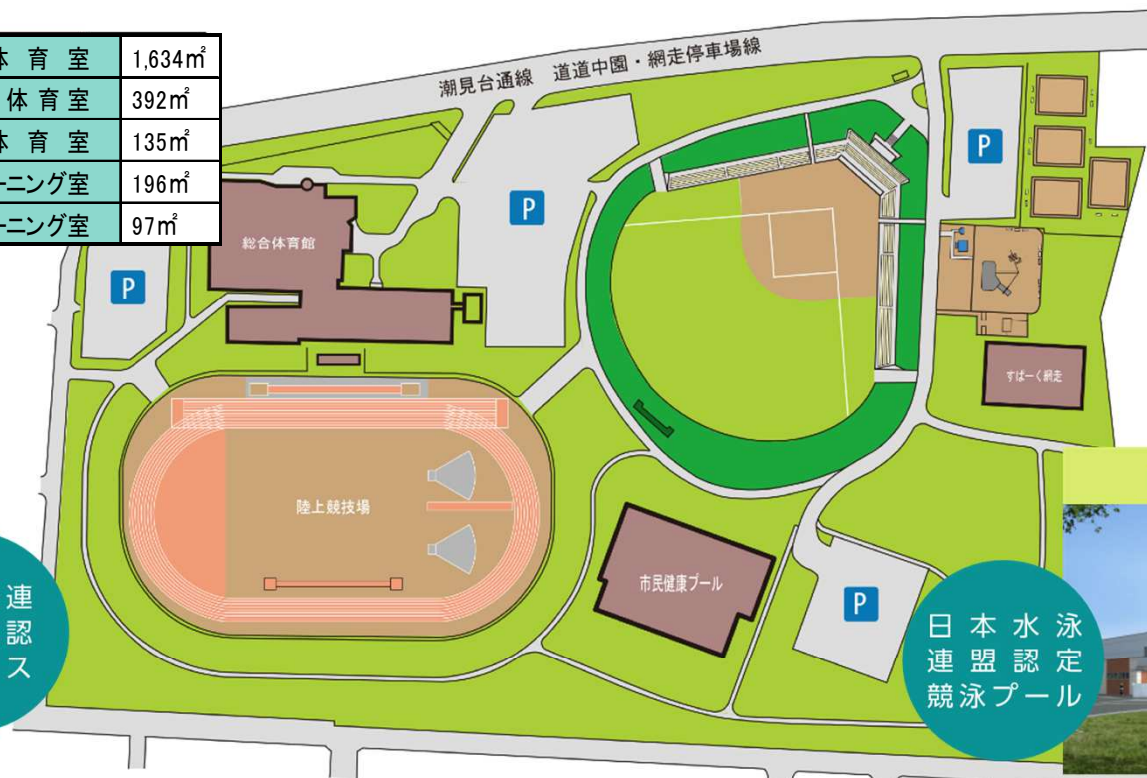 体 育 室 1,634㎡
体 育 室 392㎡
体 育 室 135㎡
ーニング室 196㎡
ーニング室 97㎡
潮見台通線 道道中園・網走停車場線
P
P
総合体育館
P
すぱーく網走
陸上競技場
市民健康プール
P
連
認
ス
日 本 水 泳
連 盟 認 定
競泳プール